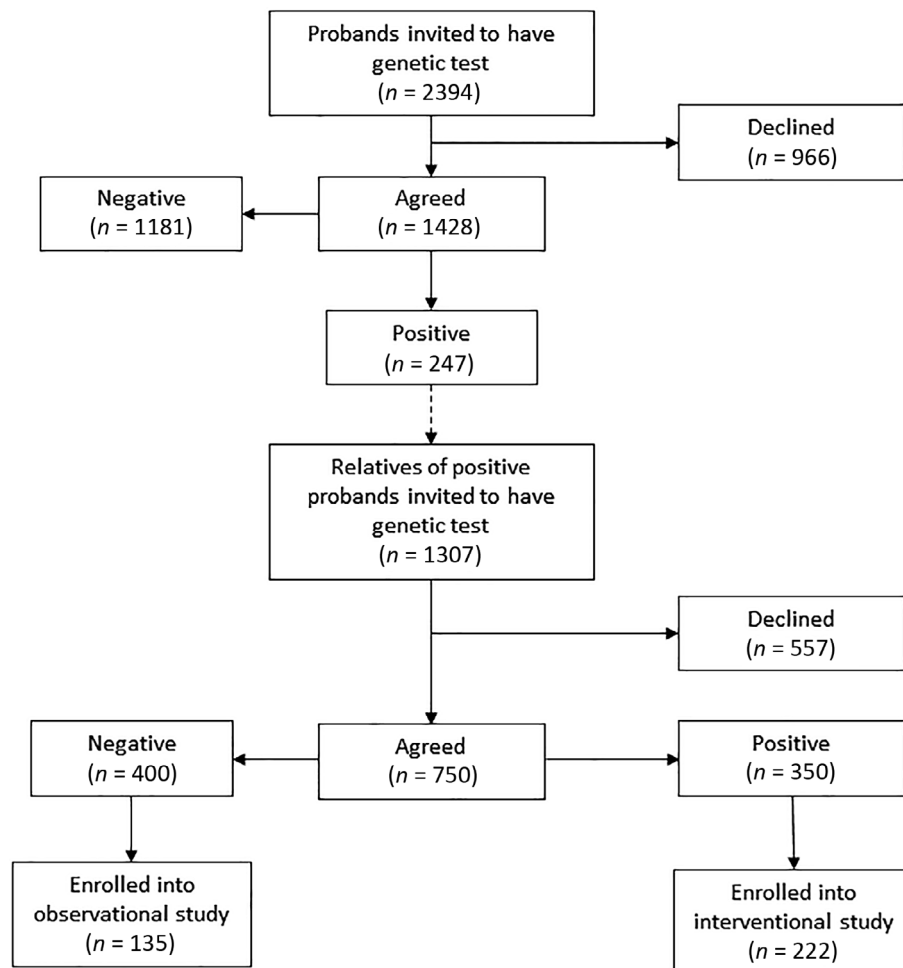 Probands invited to have
genetic test
(n = 2394)
Declined
(n = 966)
Negative
(n = 1181)
Agreed
(n = 1428)
Positive
(n = 247)
Relatives of positive
probands invited to have
genetic test
(n = 1307)
Declined
(n = 557)
Negative
(n = 400)
Agreed
(n = 750)
Positive
(n = 350)
Enrolled into
observational study
(n = 135)
Enrolled into
interventional study
(n = 222)